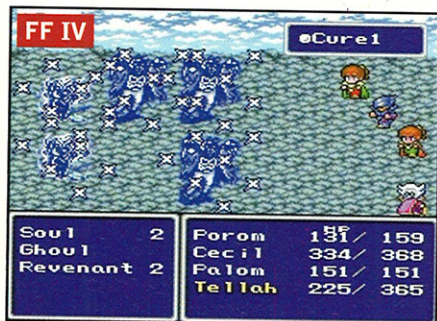 FF IV
Cure1
Soul 2
Ghoul
Revenant 2
HP
Porom 131/ 159
Cecil 334/ 368
Palom 151/ 151
Tellah 225/ 365